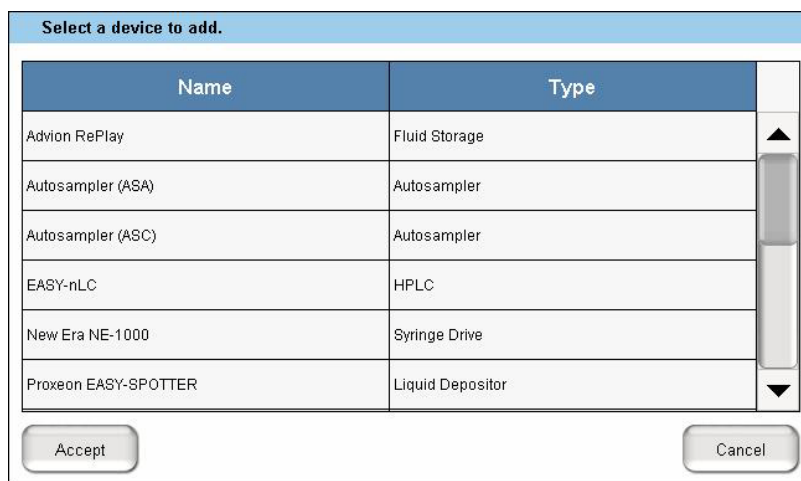 Select a device to add.
Name Type
Advion RePlay Fluid Storage
Autosampler (ASA) Autosampler
Autosampler (ASC) Autosampler
EASY-nLC HPLC
New Era NE-1000 Syringe Drive
Proxeon EASY-SPOTTER Liquid Depositor
Accept Cancel